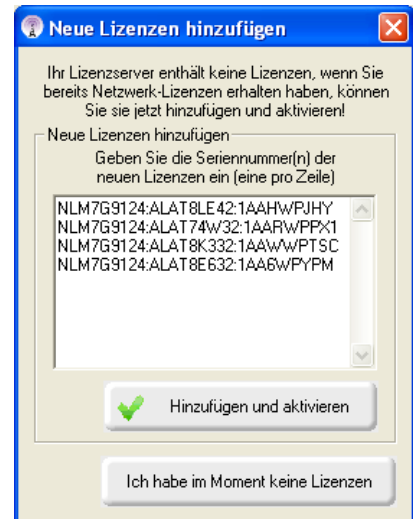 Neue Lizenzen hinzufügen
Ihr Lizenzserver enthält keine Lizenzen, wenn Sie
bereits Netzwerk-Lizenzen erhalten haben, können
Sie sie jetzt hinzufügen und aktivieren!
Neue Lizenzen hinzufügen
Geben Sie die Seriennummer(n) der
neuen Lizenzen ein (eine pro Zeile)
NLM7G9124:ALAT8LE42:1AAHWPJHY
NLM7G9124:ALAT74W32:1AARWPPX1
NLM7G9124:ALAT8K332:1AAWWPTSC
NLM7G9124:ALAT8E632:1AA6WPYPM
Hinzufügen und aktivieren
Ich habe im Moment keine Lizenzen